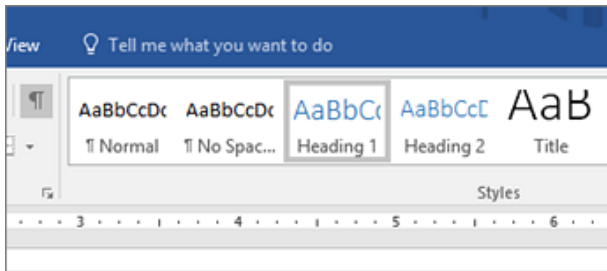 View Tell me what you want to do
¶
AaBbCcDc AaBbCcDc AaBbC AaBbCcE AaB
¶ Normal ¶ No Spac... Heading 1 Heading 2 Title
Styles
3 4 5 6